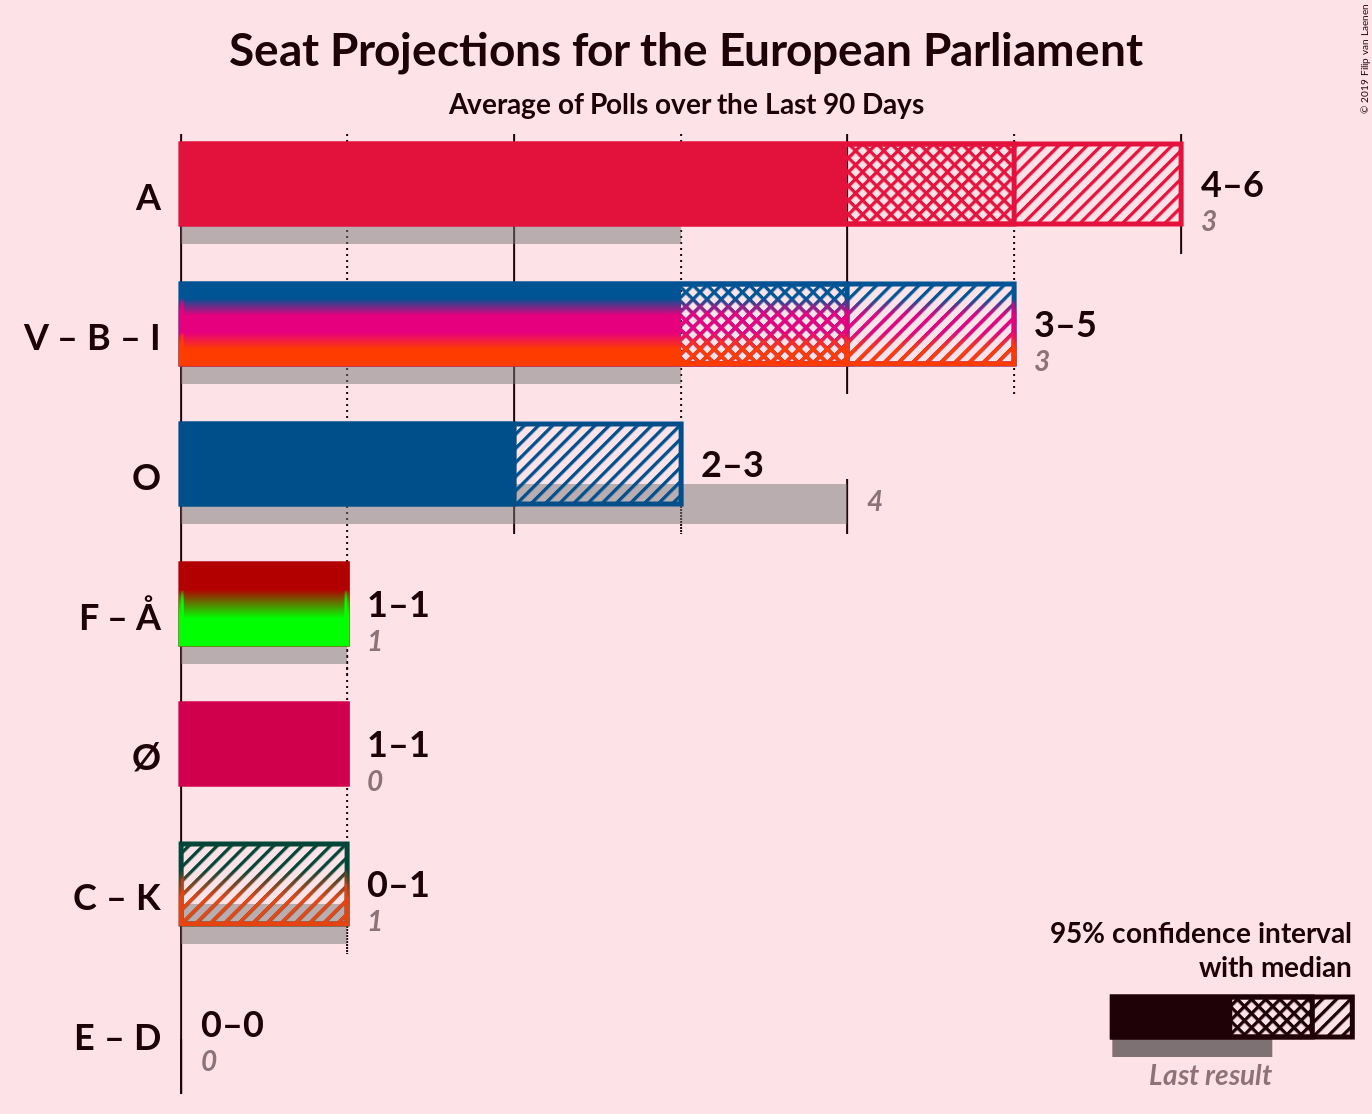 Seat Projections for the European Parliament
Average of Polls over the Last 90 Days
© 2019 Filip van Laenen
A
4–6
3
V – B – I
3–5
3
O
2–3
4
F – Å
1–1
1
Ø
1–1
0
C – K
0–1
1
E – D
0–0
0
95% confidence interval
with median
Last result